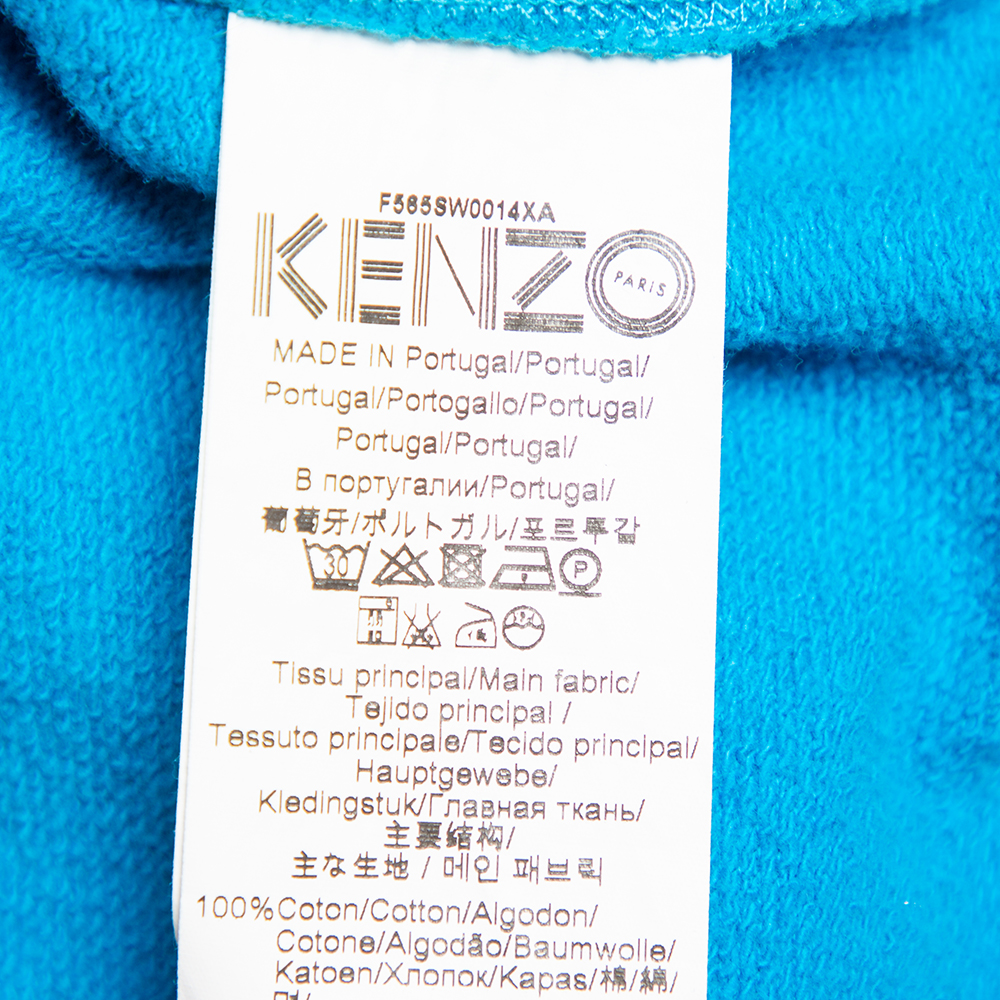 F565SW0014XA
KENZO PARIS
MADE IN Portugal/Portugal/
Portugal/Portogallo/Portugal/
Portugal/Portugal/
В португалии/Portugal/
葡萄牙/ポルトガル/포르투갈
30 P
Tissu principal/Main fabric/
Tejido principal /
Tessuto principale/Tecido principal/
Hauptgewebe/
Kledingstuk/Главная ткань/
主要结构/
主な生地 / 메인 패브릭
100%Coton/Cotton/Algodon/
Cotone/Algodão/Baumwolle/
Katoen/Хлопок/Kapas/棉/綿/